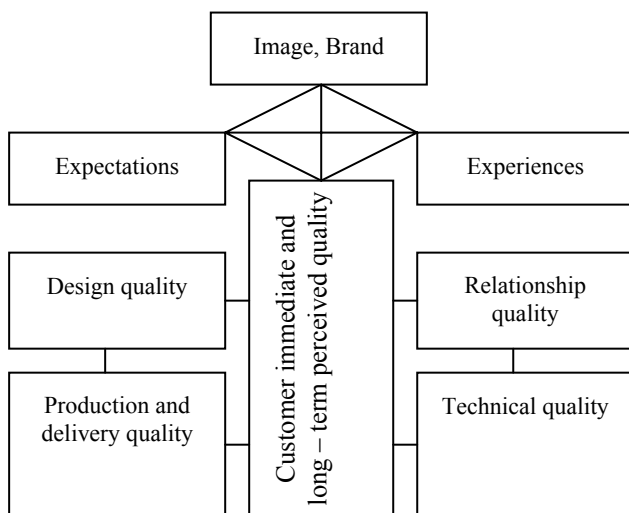 Image, Brand
Expectations
Experiences
Customer immediate and
long – term perceived quality
Design quality
Relationship
quality
Production and
delivery quality
Technical quality